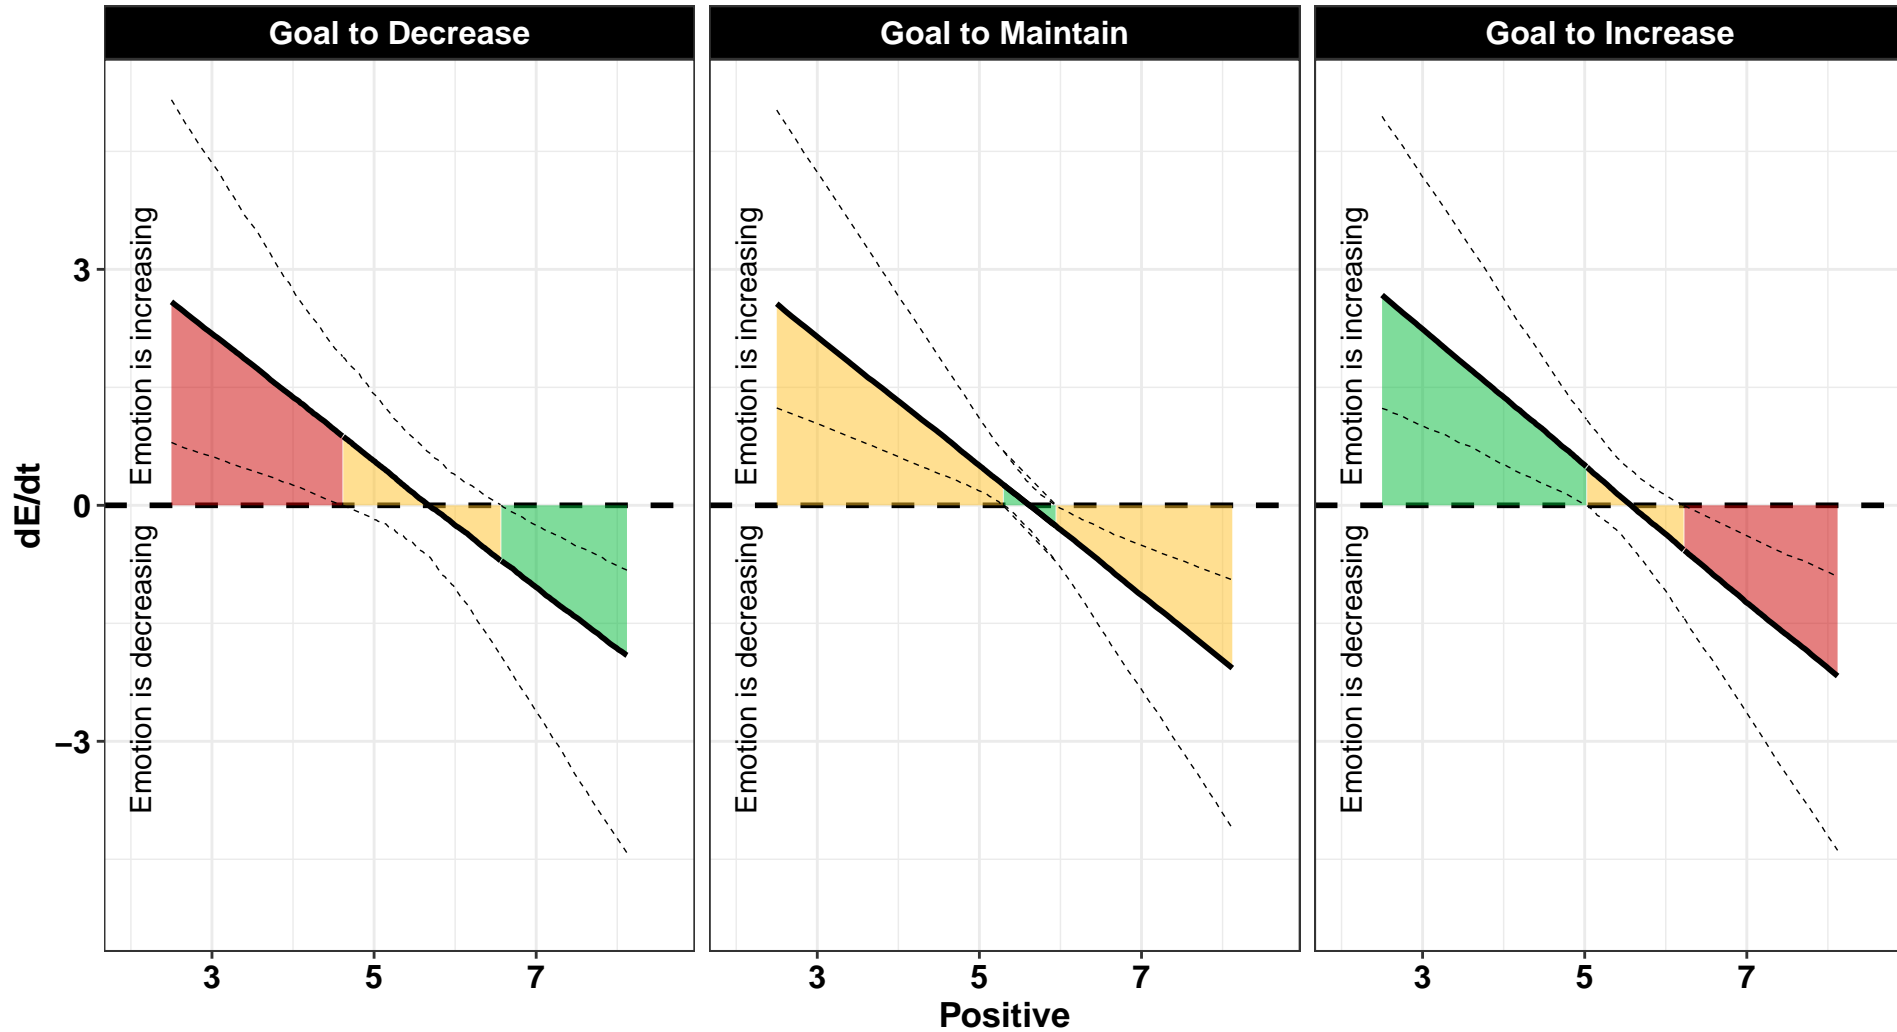 Goal to Decrease
Goal to Maintain
Goal to Increase
dE/dt
3
0
−3
Emotion is increasing
Emotion is decreasing
Emotion is increasing
Emotion is decreasing
Emotion is increasing
Emotion is decreasing
3 5 7
3 5 7
3 5 7
Positive